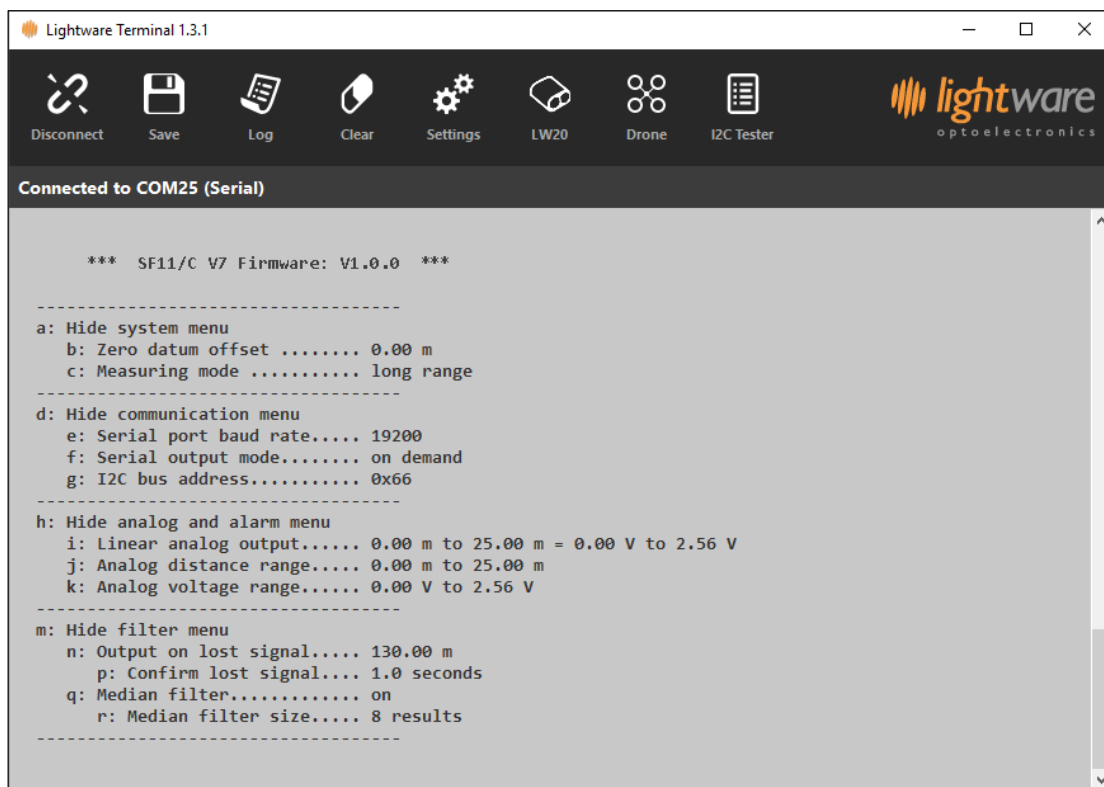 Lightware Terminal 1.3.1
Disconnect Save Log Clear Settings LW20 Drone I2C Tester
lightware
optoelectronics
Connected to COM25 (Serial)
*** SF11/C V7 Firmware: V1.0.0 ***
-----------------------------------
a: Hide system menu
b: Zero datum offset ........ 0.00 m
c: Measuring mode ........... long range
-----------------------------------
d: Hide communication menu
e: Serial port baud rate..... 19200
f: Serial output mode........ on demand
g: I2C bus address........... 0x66
-----------------------------------
h: Hide analog and alarm menu
i: Linear analog output...... 0.00 m to 25.00 m = 0.00 V to 2.56 V
j: Analog distance range..... 0.00 m to 25.00 m
k: Analog voltage range...... 0.00 V to 2.56 V
-----------------------------------
m: Hide filter menu
n: Output on lost signal..... 130.00 m
p: Confirm lost signal.... 1.0 seconds
q: Median filter............. on
r: Median filter size..... 8 results
-----------------------------------